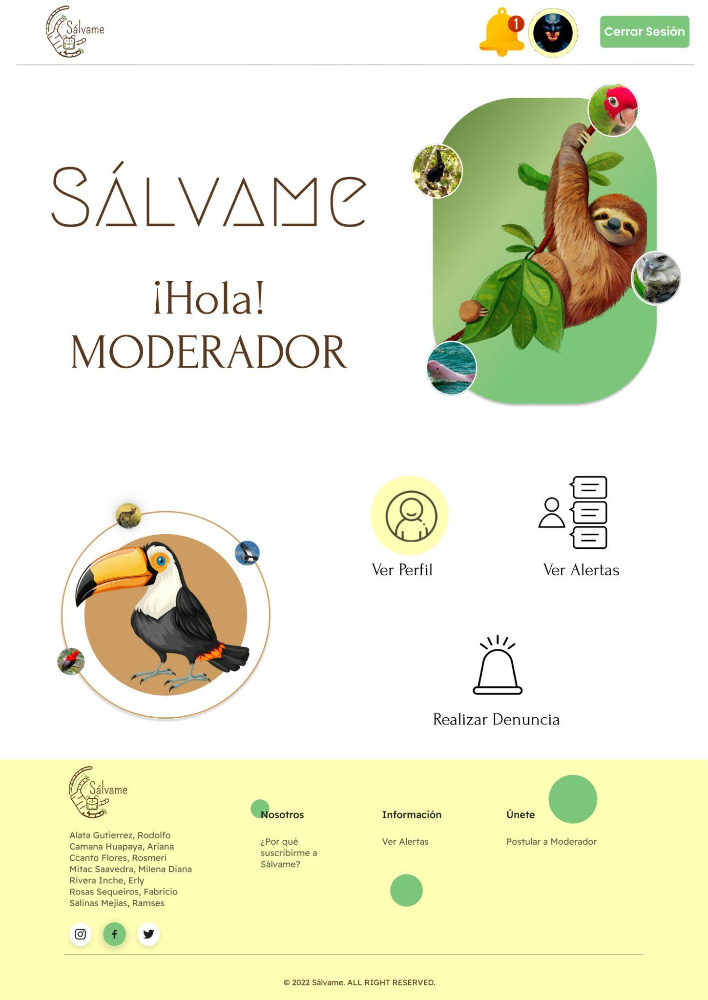 Sálvame
1
Cerrar Sesión
SÁLVAMe
¡Hola!
MODERADOR
Ver Perfil
Ver Alertas
Realizar Denuncia
Sálvame
Alata Gutierrez, Rodolfo
Camana Huapaya, Ariana
Ccanto Flores, Rosmeri
Mitac Saavedra, Milena Diana
Rivera Inche, Erly
Rosas Sequeiros, Fabricio
Salinas Mejías, Ramses
Nosotros
¿Por qué
suscribirme a
Sálvame?
Información
Ver Alertas
Únete
Postular a Moderador
© 2022 Sálvame. ALL RIGHT RESERVED.